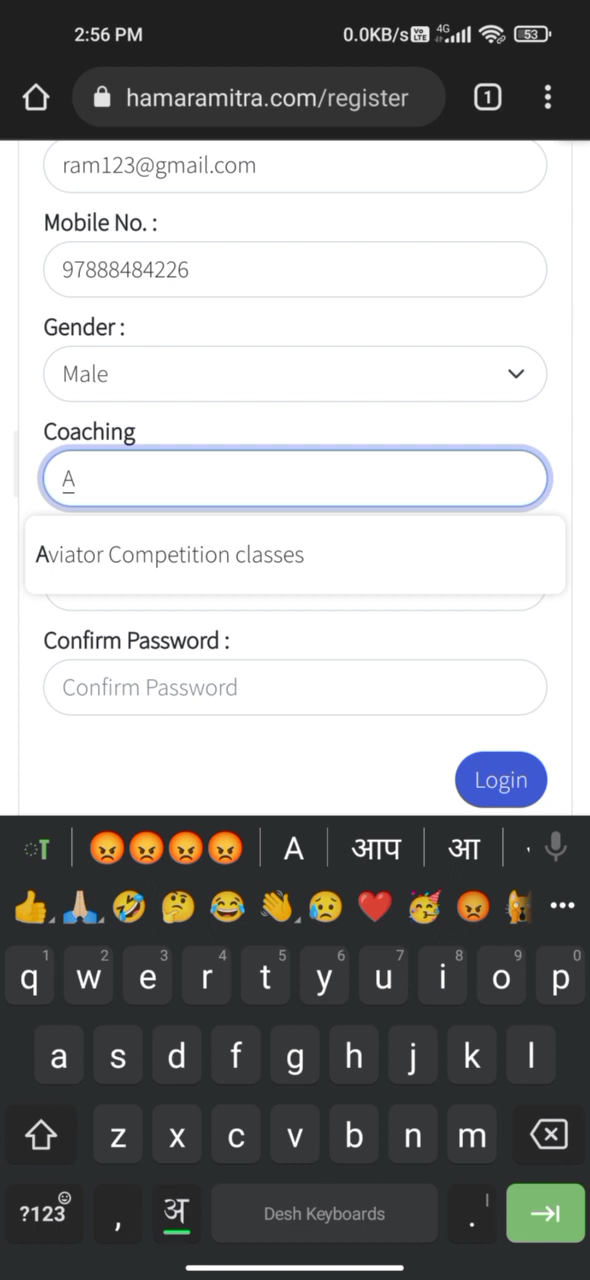 2:56 PM 0.0KB/s Vo LTE 4G 53
hamaramitra.com/register 1
ram123@gmail.com
Mobile No. :
97888484226
Gender :
Male
Coaching
A
Aviator Competition classes
Confirm Password :
Confirm Password
Login
A आप आ
1 2 3 4 5 6 7 8 9 0
q w e r t y u i o p
a s d f g h j k l
z x c v b n m
?123 , अ Desh Keyboards .